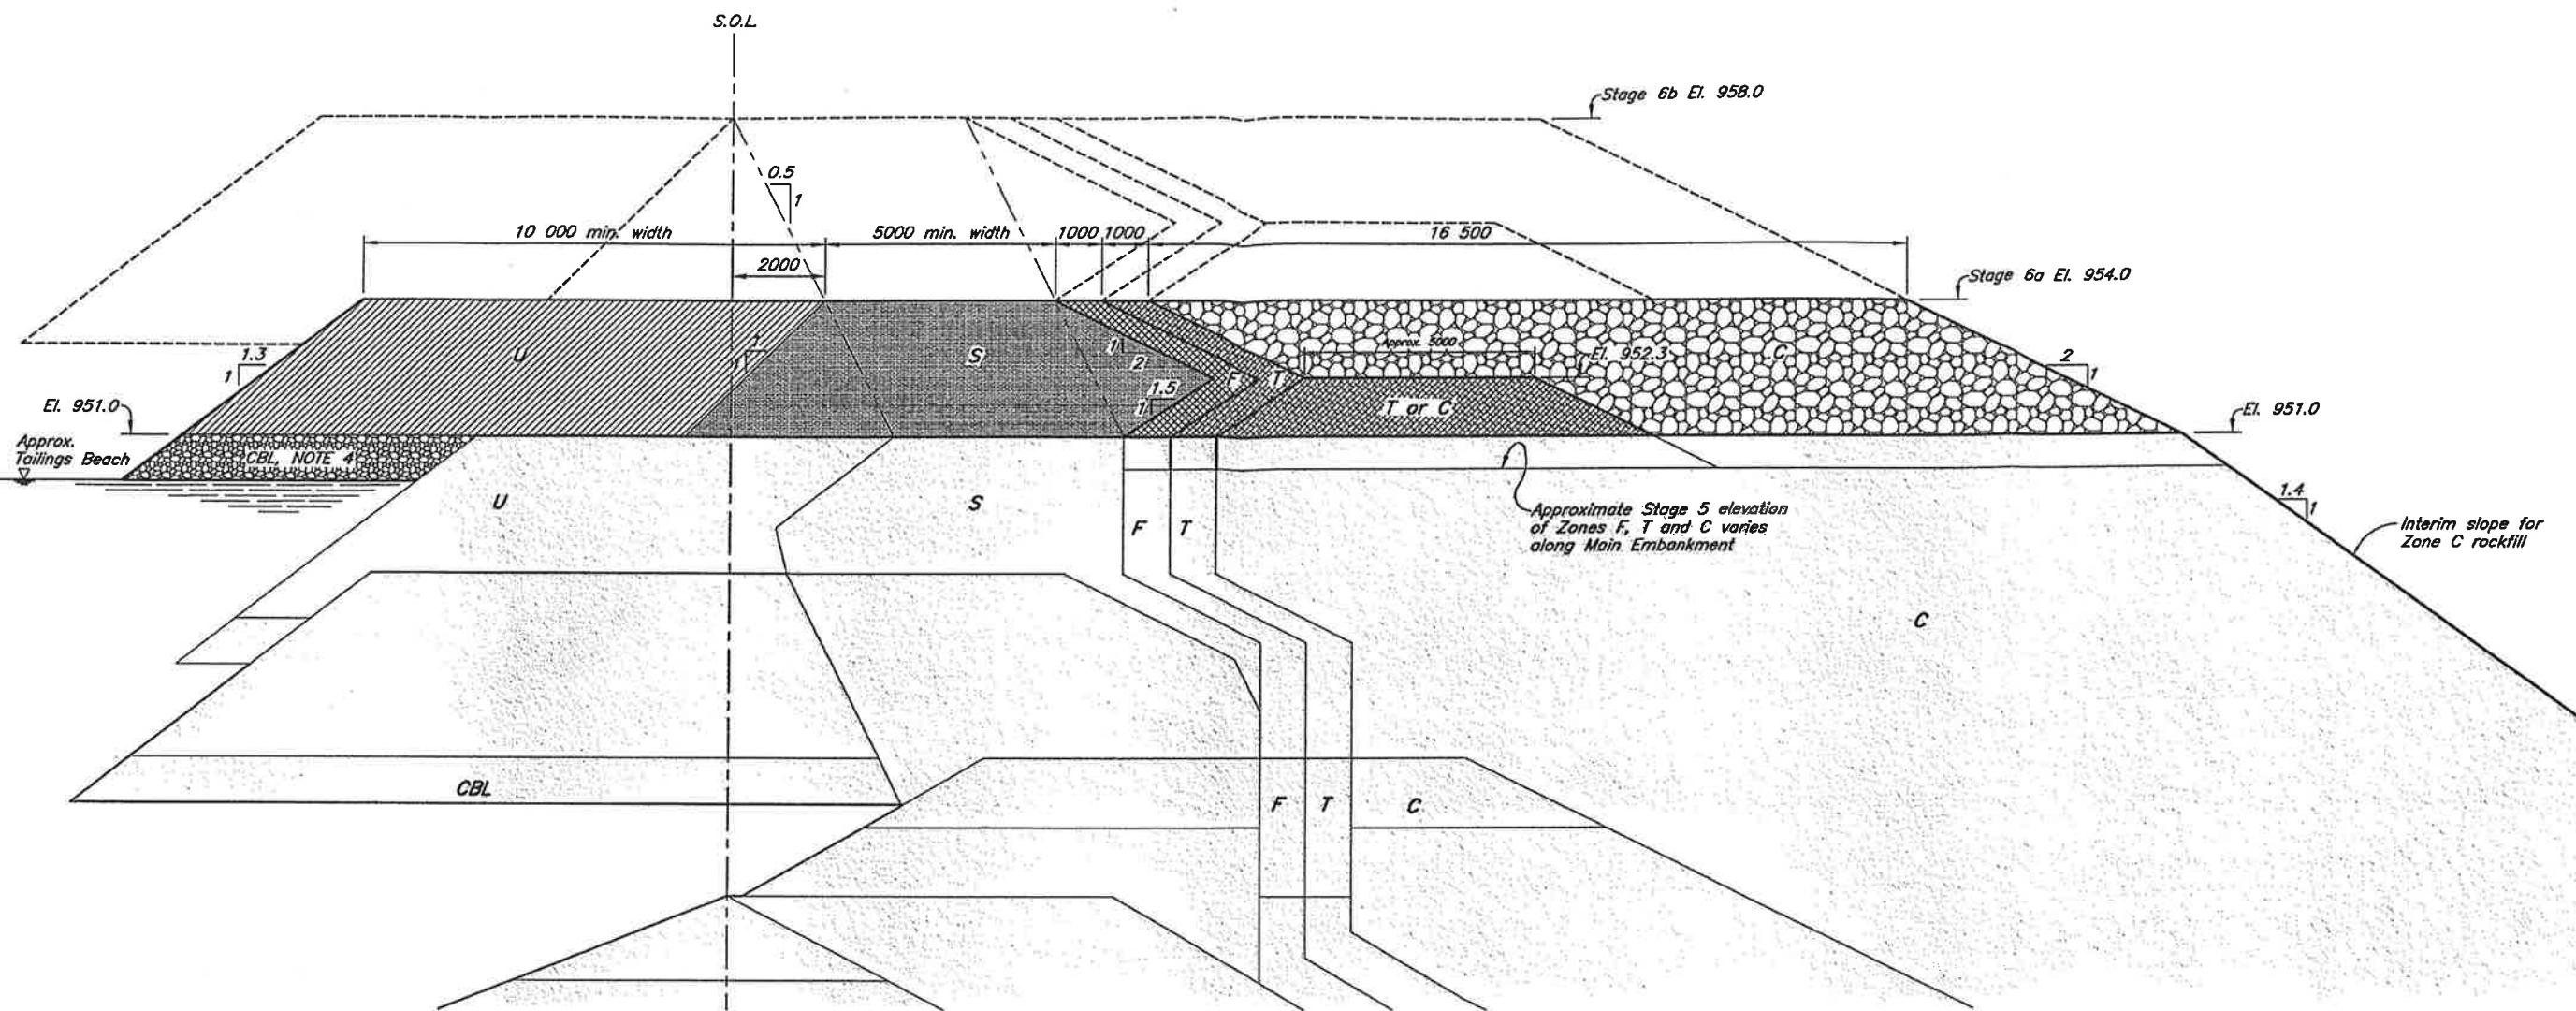 S.O.L.
Stage 6b El. 958.0
0.5
1
10 000 min. width
5000 min. width
1000
1000
16 500
2000
Stage 6a El. 954.0
1.3
1
U
1
1
S
1
2
1.5
1
F
T
Approx. 5000
El. 952.3
C
2
1
T or C
El. 951.0
El. 951.0
Approx.
Tailings Beach
CBL, NOTE 4
U
S
F
T
Approximate Stage 5 elevation
of Zones F, T and C varies
along Main Embankment
1.4
1
Interim slope for
Zone C rockfill
C
CBL
F
T
C